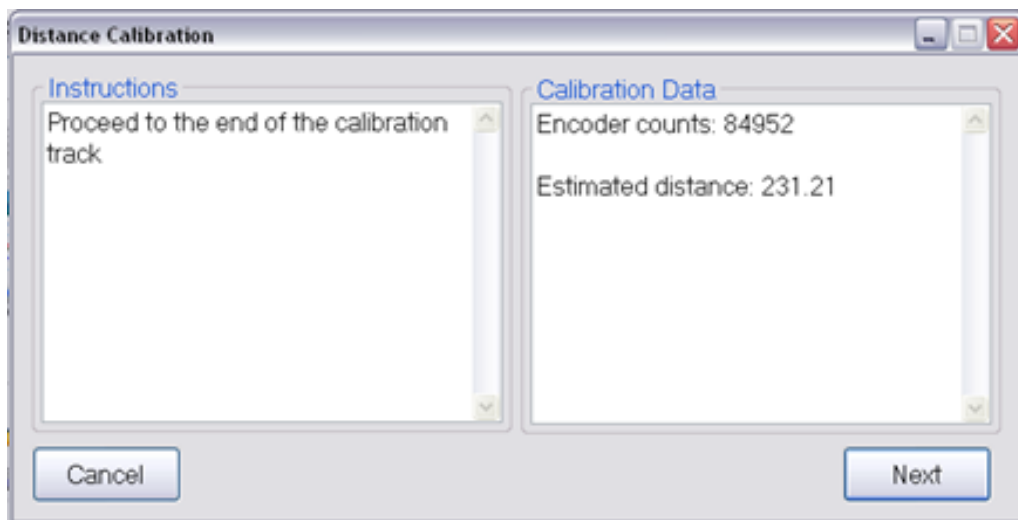 Distance Calibration
Instructions
Proceed to the end of the calibration
track
Calibration Data
Encoder counts: 84952
Estimated distance: 231.21
Cancel
Next